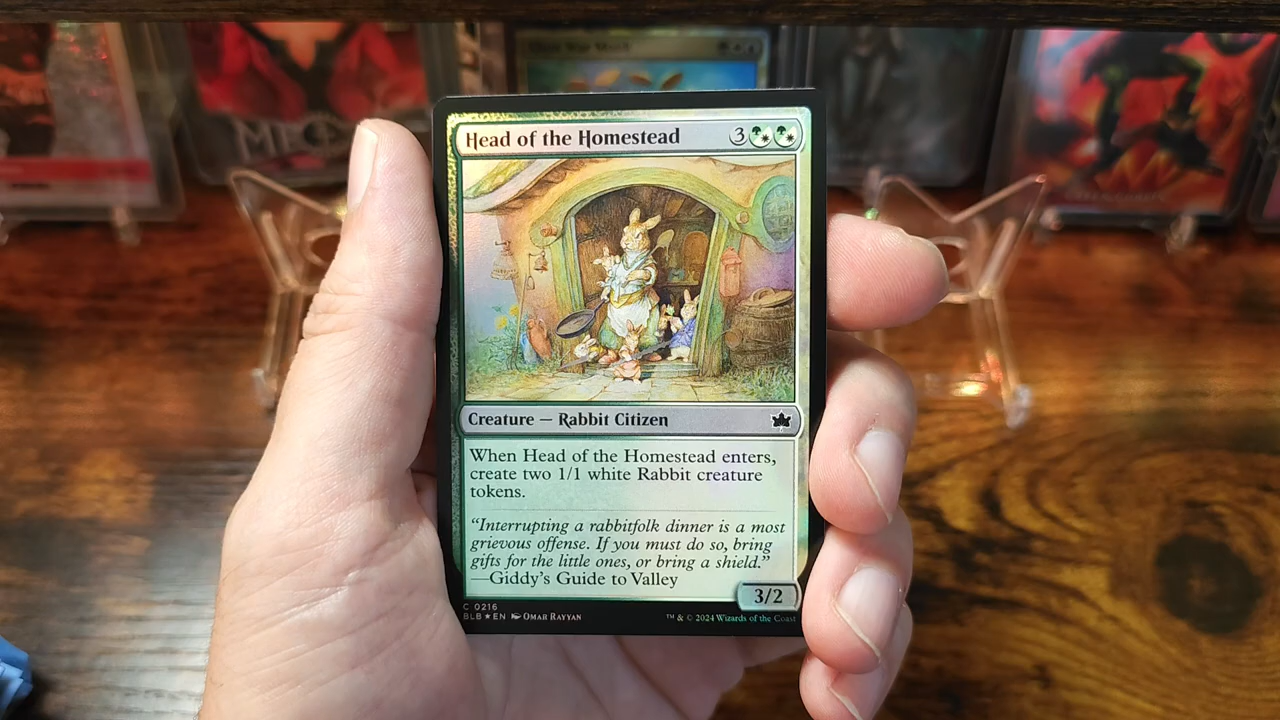 Head of the Homestead 3
Creature — Rabbit Citizen
When Head of the Homestead enters,
create two 1/1 white Rabbit creature
tokens.
“Interrupting a rabbitfolk dinner is a most
grievous offense. If you must do so, bring
gifts for the little ones, or bring a shield.”
—Giddy's Guide to Valley
3/2
C 0216
BLB ★ EN OMAR RAYYAN
™ & © 2024 Wizards of the Coast